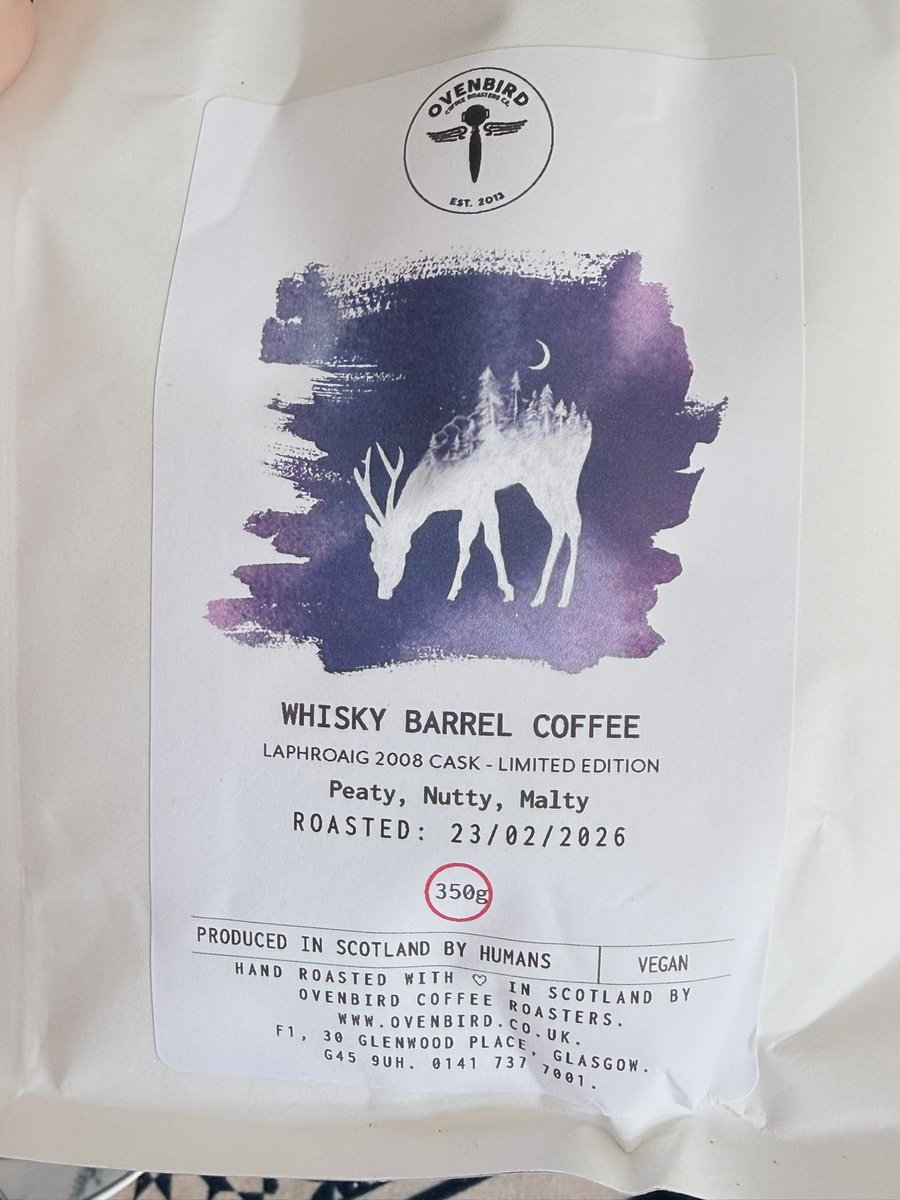 OVENBIRD
COFFEE ROASTERS CO.
EST. 2013
WHISKY BARREL COFFEE
LAPHROAIG 2008 CASK - LIMITED EDITION
Peaty, Nutty, Malty
ROASTED: 23/02/2026
350g
PRODUCED IN SCOTLAND BY HUMANS
VEGAN
HAND ROASTED WITH ♡ IN SCOTLAND BY
OVENBIRD COFFEE ROASTERS.
WWW.OVENBIRD.CO.UK.
F1, 30 GLENWOOD PLACE, GLASGOW.
G45 9UH. 0141 737 7001.